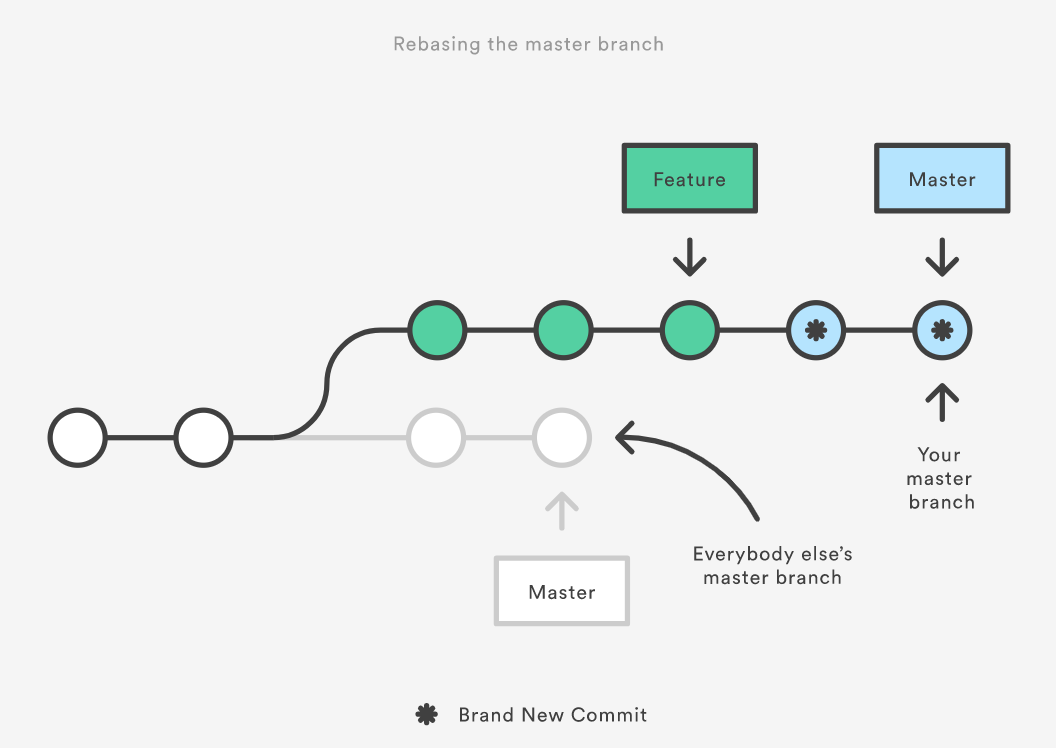 Rebasing the master branch
Feature
Master
Your
master
branch
Everybody else’s
master branch
Master
Brand New Commit